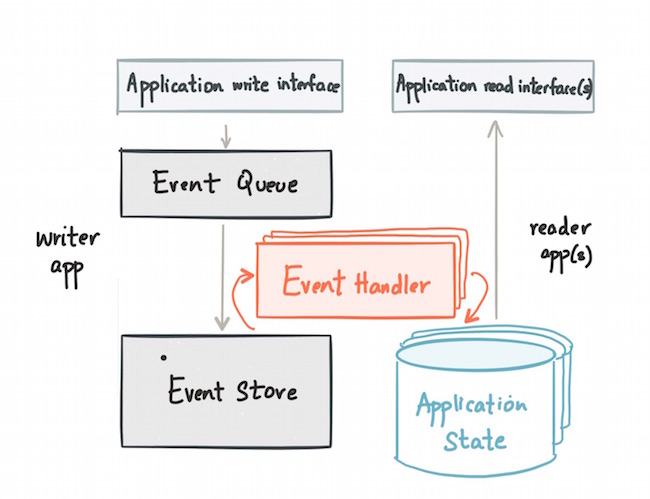 Application write interface
Application read interface(s)
Event Queue
writer
app
reader
app(s)
Event Handler
Event Store
Application
State